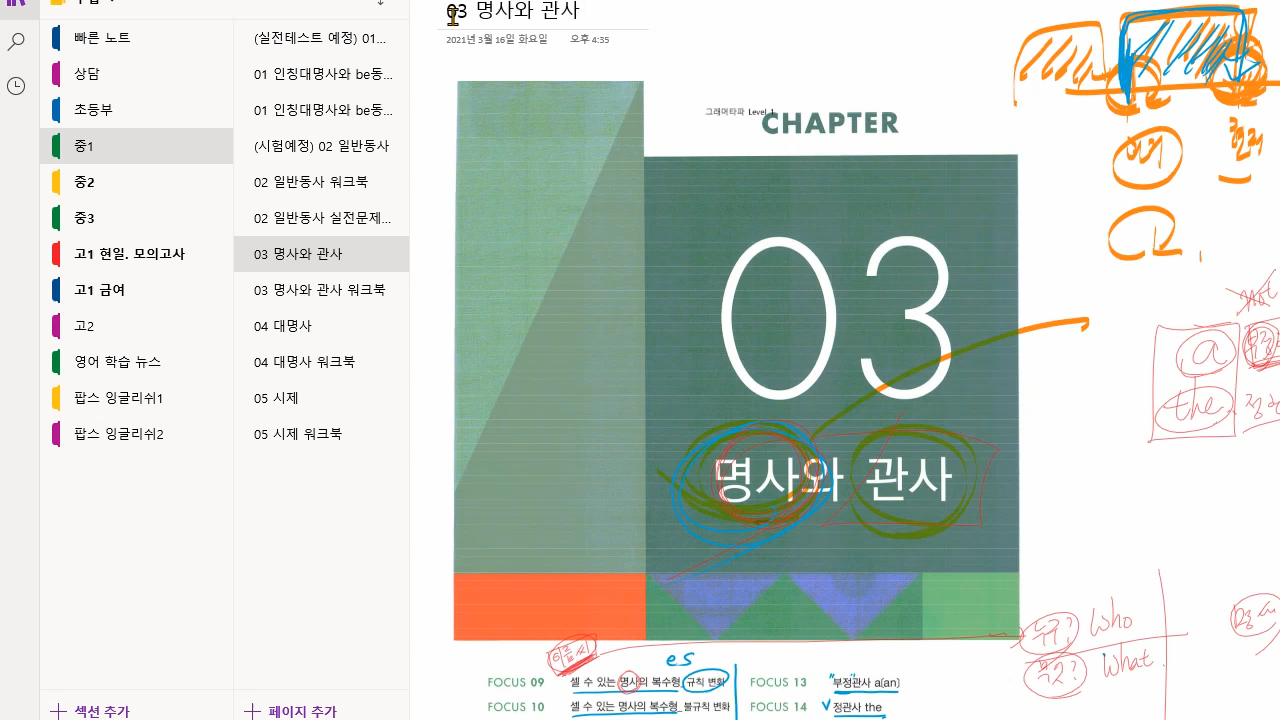 03 명사와 관사
2021년 3월 16일 화요일 오후 4:35
빠른 노트
상담
초등부
중1
중2
중3
고1 현일. 모의고사
고1 금여
고2
영어 학습 뉴스
팝스 잉글리쉬1
팝스 잉글리쉬2
섹션 추가
(실전테스트 예정) 01...
01 인칭대명사와 be동...
01 인칭대명사와 be동...
(시험예정) 02 일반동사
02 일반동사 워크북
02 일반동사 실전문제...
03 명사와 관사
03 명사와 관사 워크북
04 대명사
04 대명사 워크북
05 시제
05 시제 워크북
페이지 추가
그래머타파 Level 1
CHAPTER
03
명사와 관사
a
the
누구? Who
무엇? What
이름씨
es
FOCUS 09 셀 수 있는 명사의 복수형_규칙 변화
FOCUS 10 셀 수 있는 명사의 복수형_불규칙 변화
FOCUS 13 "부정"관사 a(an)
FOCUS 14 정관사 the